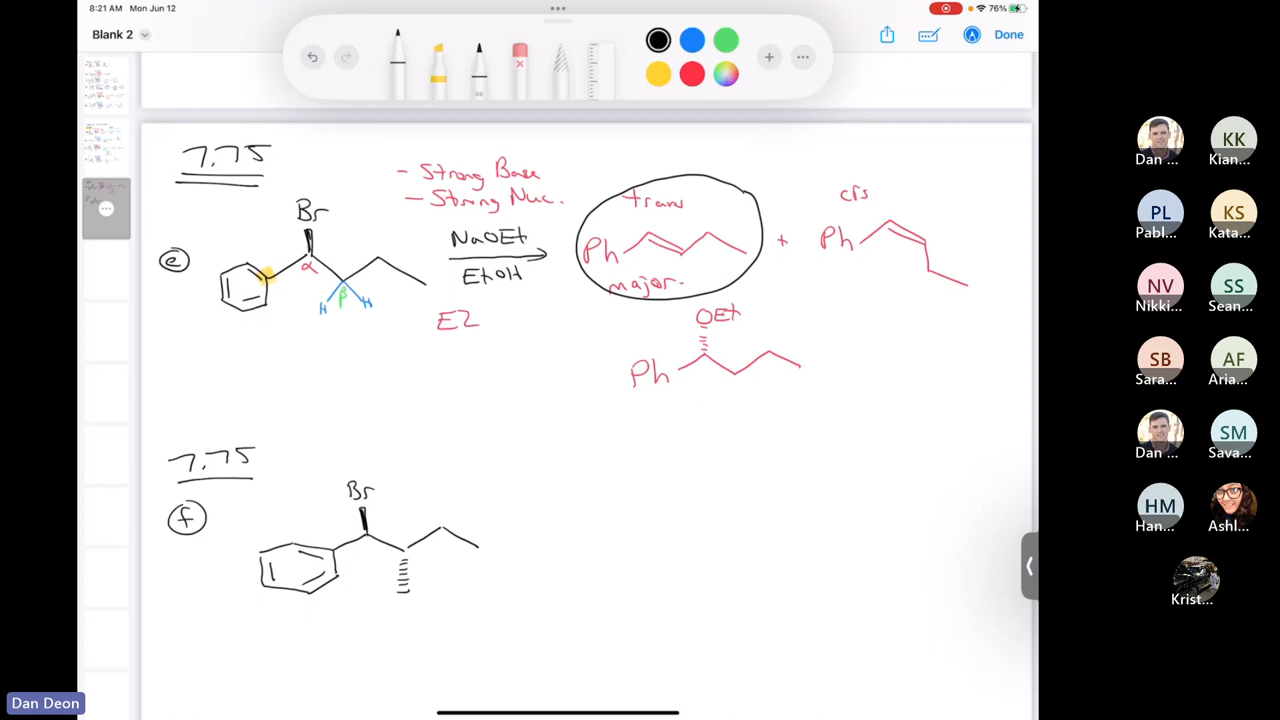 8:21 AM Mon Jun 12
76%
Blank 2
Done
7.75
- Strong Base
- Strong Nuc.
trans
cis
Br
NaOEt
EtOH
Ph
+
Ph
e
α
β
H
H
major.
E2
OEt
Ph
7.75
f
Br
Dan ...
KK
Kian...
PL
Pabl...
KS
Kata...
NV
Nikki...
SS
Sean...
SB
Sara...
AF
Aria...
Dan ...
SM
Sava...
HM
Han...
Ashl...
Krist...
Dan Deon